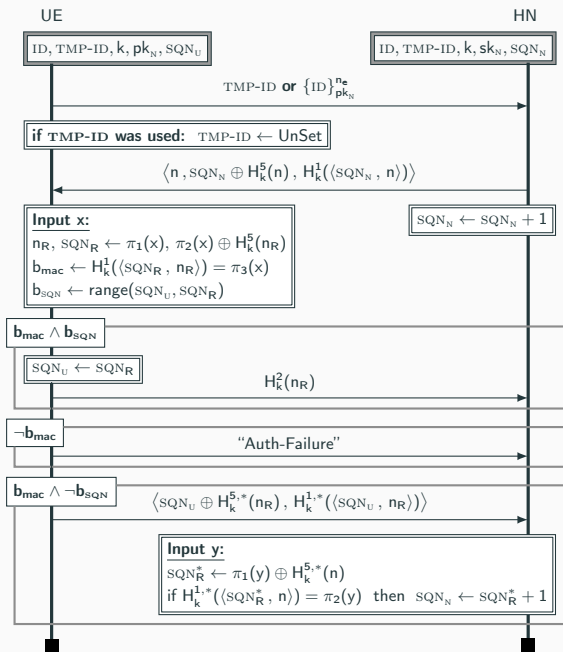 UE HN
ID, TMP-ID, k, pk_N, SQN_U ID, TMP-ID, k, sk_N, SQN_N
TMP-ID or {ID}^{n_e}_{pk_N}
if TMP-ID was used: TMP-ID ← UnSet
⟨n , SQN_N ⊕ H^5_k(n) , H^1_k(⟨SQN_N , n⟩)⟩
Input x:
n_R, SQN_R ← π_1(x), π_2(x) ⊕ H^5_k(n_R)
b_mac ← H^1_k(⟨SQN_R , n_R⟩) = π_3(x)
b_SQN ← range(SQN_U, SQN_R)
SQN_N ← SQN_N + 1
b_mac ∧ b_SQN
SQN_U ← SQN_R
H^2_k(n_R)
¬b_mac
“Auth-Failure”
b_mac ∧ ¬b_SQN
⟨SQN_U ⊕ H^{5,*}_k(n_R) , H^{1,*}_k(⟨SQN_U , n_R⟩)⟩
Input y:
SQN^*_R ← π_1(y) ⊕ H^{5,*}_k(n)
if H^{1,*}_k(⟨SQN^*_R , n⟩) = π_2(y) then SQN_N ← SQN^*_R + 1